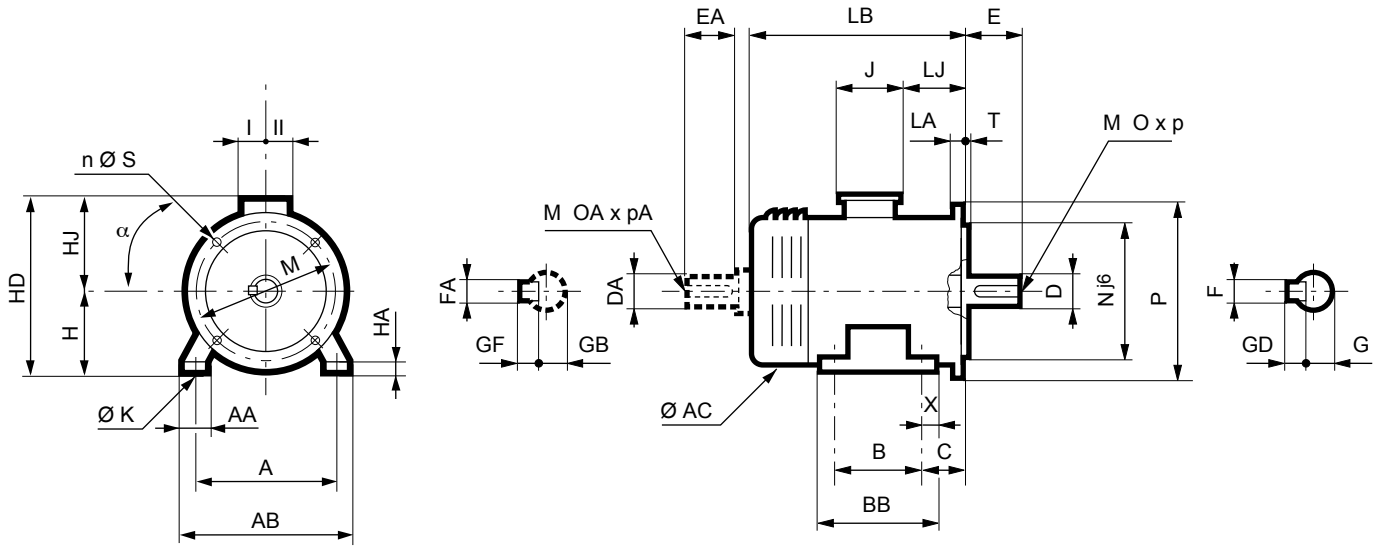 EA
LB
E
J
LJ
I
II
LA
T
M O x p
n Ø S
HD
HJ
α
M
M OA x pA
FA
DA
D
N j6
P
F
H
HA
GF
GB
GD
G
Ø K
AA
Ø AC
X
A
B
C
AB
BB